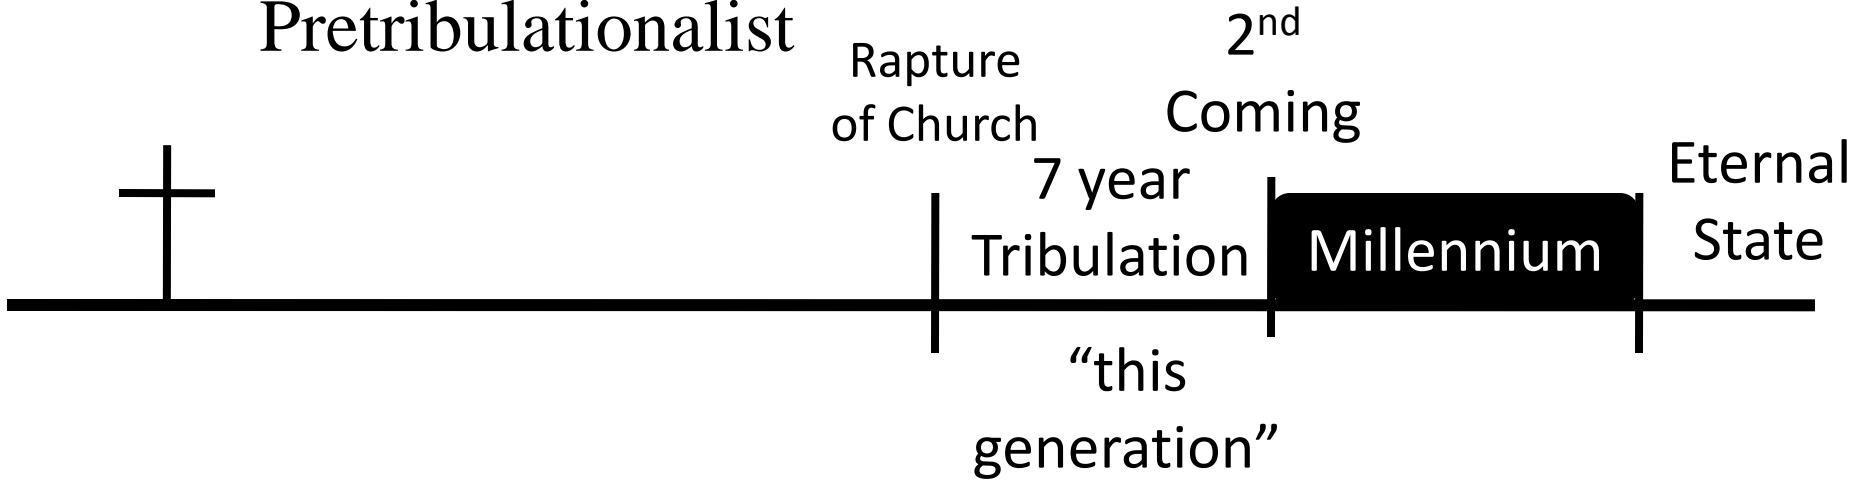 Pretribulationalist
Rapture
of Church
2nd
Coming
7 year
Tribulation
Millennium
Eternal
State
“this
generation”